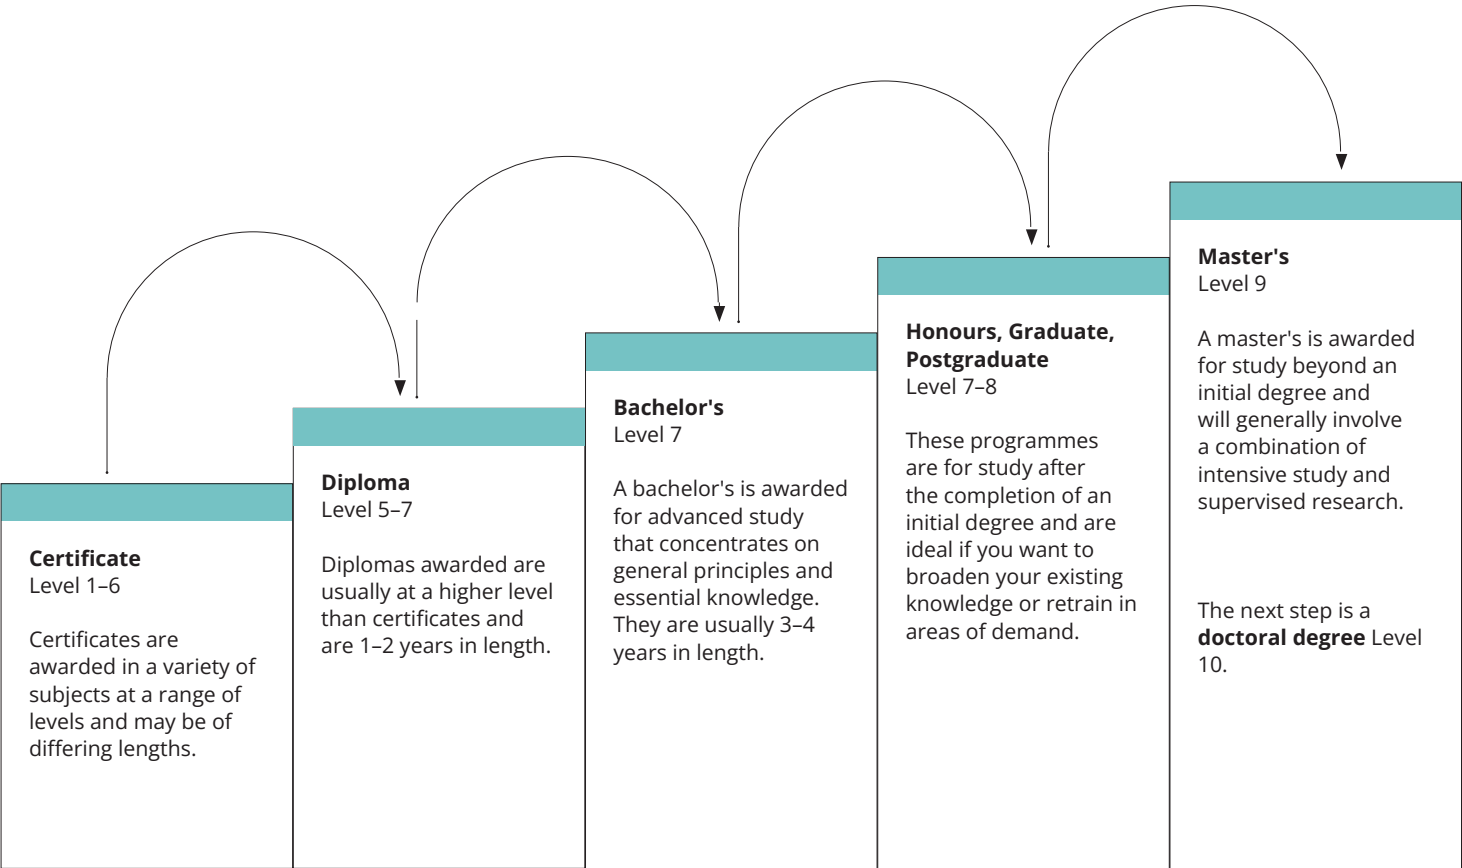 Certificate
Level 1–6
Certificates are
awarded in a variety of
subjects at a range of
levels and may be of
differing lengths.
Diploma
Level 5–7
Diplomas awarded are
usually at a higher level
than certificates and
are 1–2 years in length.
Bachelor's
Level 7
A bachelor's is awarded
for advanced study
that concentrates on
general principles and
essential knowledge.
They are usually 3–4
years in length.
Honours, Graduate,
Postgraduate
Level 7–8
These programmes
are for study after
the completion of an
initial degree and are
ideal if you want to
broaden your existing
knowledge or retrain in
areas of demand.
Master's
Level 9
A master's is awarded
for study beyond an
initial degree and
will generally involve
a combination of
intensive study and
supervised research.
The next step is a
doctoral degree Level
10.